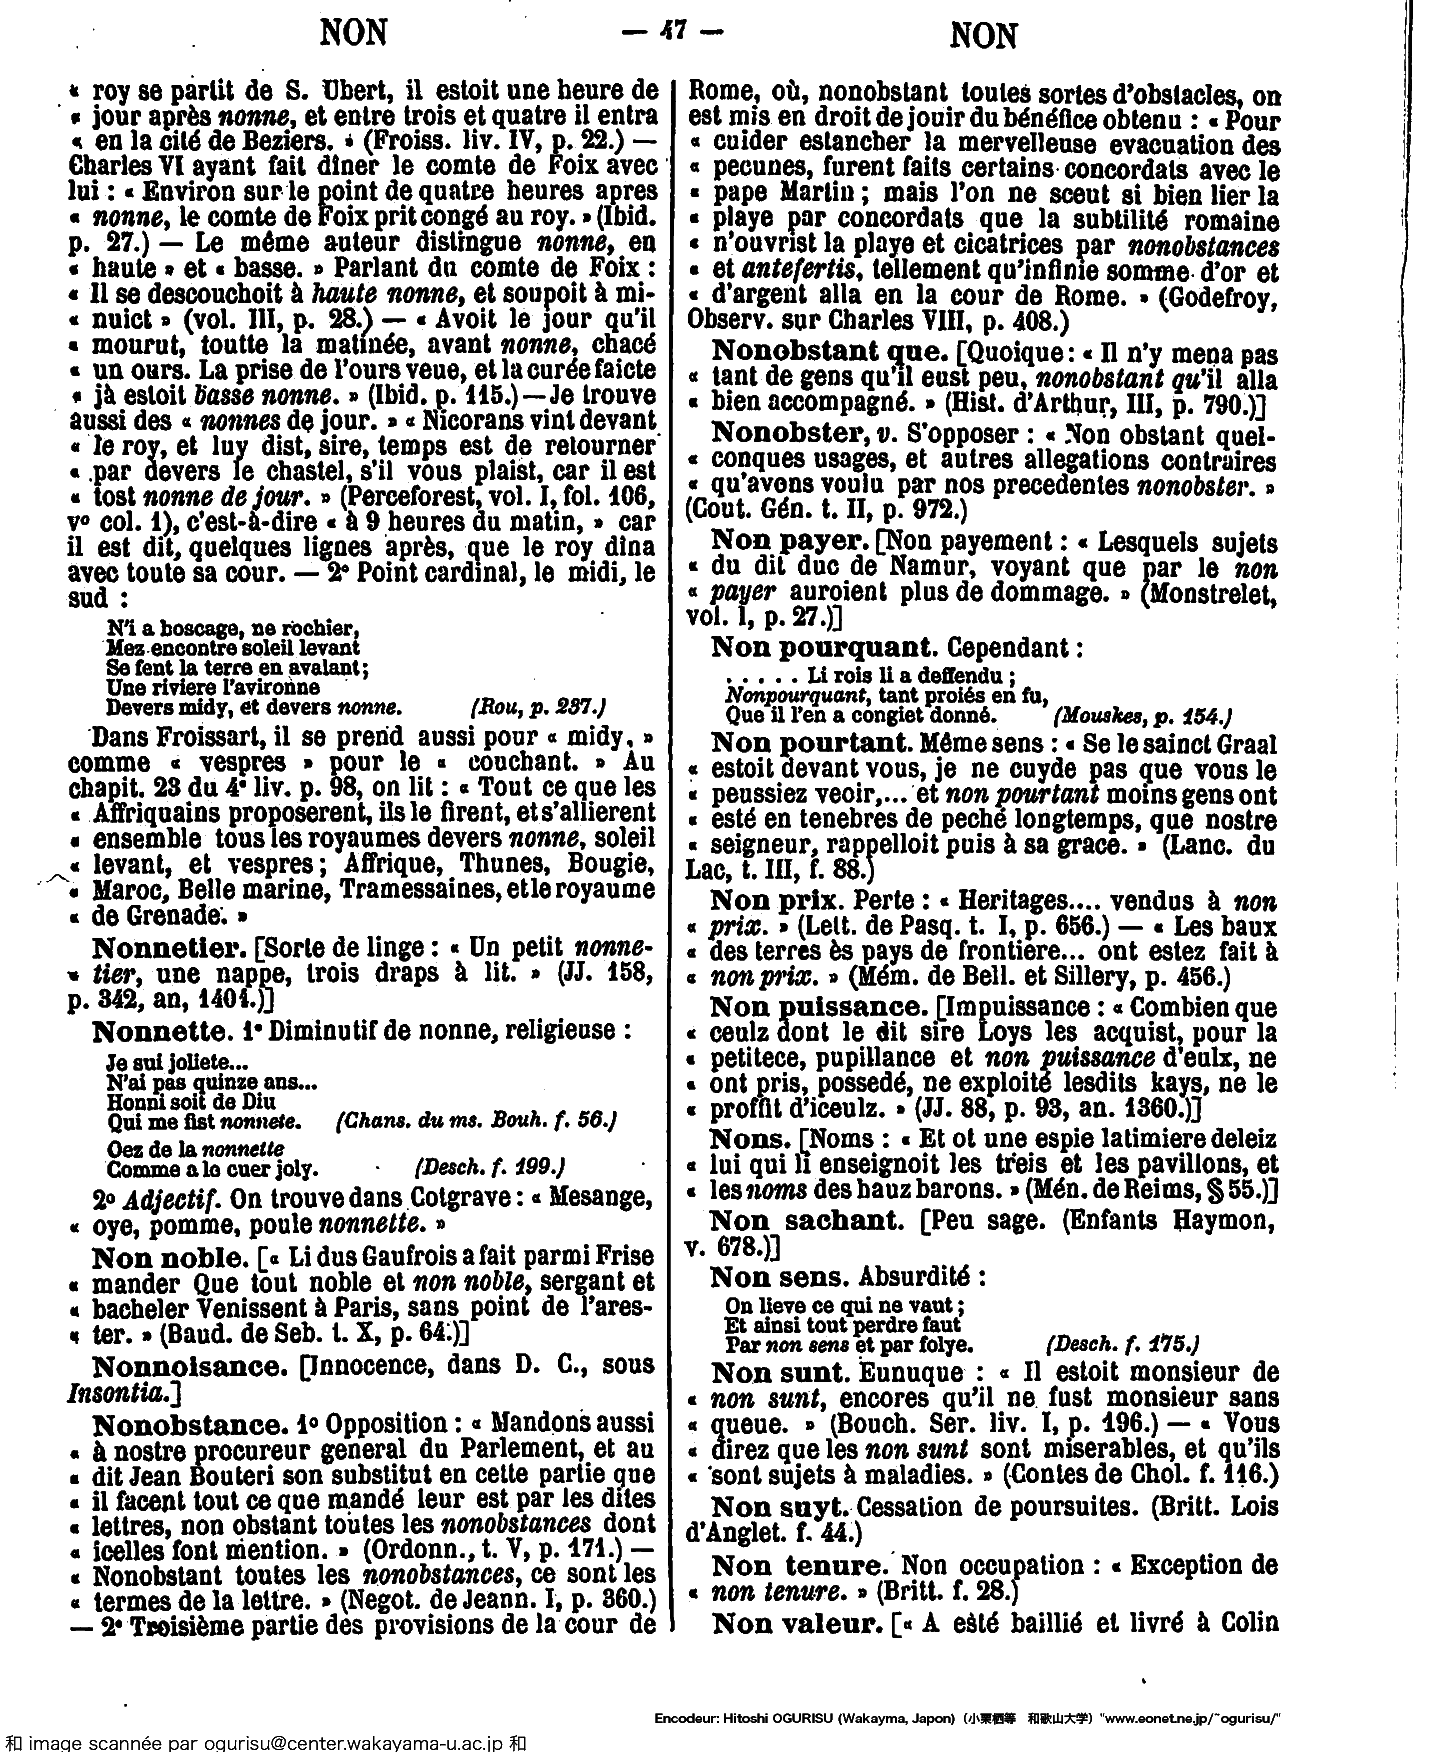 NON
— 47 —
NON
« roy se partit de S. Ubert, il estoit une heure de
« jour après nonne, et entre trois et quatre il entra
« en la cité de Beziers. » (Froiss. liv. IV, p. 22.) —
Charles VI ayant fait dîner le comte de Foix avec
lui : « Environ sur le point de quatre heures apres
« nonne, le comte de Foix prit congé au roy. » (Ibid.
p. 27.) — Le même auteur distingue nonne, en
« haute » et « basse. » Parlant du comte de Foix :
« Il se descouchoit à haute nonne, et soupoit à mi-
« nuict » (vol. III, p. 28.) — « Avoit le jour qu'il
« mourut, toutte la matinée, avant nonne, chacé
« un ours. La prise de l'ours veue, et la curée faicte
« jà estoit basse nonne. » (Ibid. p. 115.) — Je trouve
aussi des « nonnes de jour. » « Nicorans vint devant
« le roy, et luy dist, sire, temps est de retourner
« par devers le chastel, s'il vous plaist, car il est
« tost nonne de jour. » (Perceforest, vol. I, fol. 106,
vº col. 1), c'est-à-dire « à 9 heures du matin, » car
il est dit, quelques lignes après, que le roy dina
avec toute sa cour. — 2º Point cardinal, le midi, le
sud :
N'i a boscage, ne rochier,
Mez encontre soleil levant
Se fent la terre en avalant ;
Une riviere l'avironne
Devers midy, et devers nonne. (Rou, p. 237.)
Dans Froissart, il se prend aussi pour « midy, »
comme « vespres » pour le « couchant. » Au
chapit. 23 du 4º liv. p. 98, on lit : « Tout ce que les
« Affriquains proposerent, ils le firent, et s'allierent
« ensemble tous les royaumes devers nonne, soleil
« levant, et vespres ; Affrique, Thunes, Bougie,
« Maroc, Belle marine, Tramessaines, et le royaume
« de Grenade. »
Nonnetier. [Sorte de linge : « Un petit nonne-
« tier, une nappe, trois draps à lit. » (JJ. 158,
p. 342, an, 1401.)]
Nonnette. 1º Diminutif de nonne, religieuse :
Je sui joliete...
N'ai pas quinze ans...
Honni soit de Diu
Qui me fist nonnete. (Chans. du ms. Bouh. f. 56.)
Oez de la nonnette
Comme a lo cuer joly. (Desch. f. 199.)
2º Adjectif. On trouve dans Cotgrave : « Mesange,
« oye, pomme, poule nonnette. »
Non noble. [« Li dus Gaufrois a fait parmi Frise
« mander Que tout noble et non noble, sergant et
« bacheler Venissent à Paris, sans point de l'ares-
« ter. » (Baud. de Seb. t. X, p. 64.)]
Nonnoisance. [Innocence, dans D. C., sous
Insontia.]
Nonobstance. 1º Opposition : « Mandons aussi
« à nostre procureur general du Parlement, et au
« dit Jean Bouteri son substitut en cette partie que
« il facent tout ce que mandé leur est par les dites
« lettres, non obstant toutes les nonobstances dont
« icelles font mention. » (Ordonn., t. V, p. 171.) —
« Nonobstant toutes les nonobstances, ce sont les
« termes de la lettre. » (Negot. de Jeann. I, p. 360.)
— 2º Troisième partie des provisions de la cour de
Rome, où, nonobstant toutes sortes d'obstacles, on
est mis en droit de jouir du bénéfice obtenu : « Pour
« cuider estancher la merveilleuse evacuation des
« pecunes, furent faits certains concordats avec le
« pape Martin ; mais l'on ne sceut si bien lier la
« playe par concordats que la subtilité romaine
« n'ouvrist la playe et cicatrices par nonobstances
« et antefertis, tellement qu'infinie somme d'or et
« d'argent alla en la cour de Rome. » (Godefroy,
Observ. sur Charles VIII, p. 408.)
Nonobstant que. [Quoique : « Il n'y mena pas
« tant de gens qu'il eust peu, nonobstant qu'il alla
« bien accompagné. » (Hist. d'Arthur, III, p. 790.)]
Nonobster, v. S'opposer : « Non obstant quel-
« conques usages, et autres allegations contraires
« qu'avons voulu par nos precedentes nonobster. »
(Cout. Gén. t. II, p. 972.)
Non payer. [Non payement : « Lesquels sujets
« du dit duc de Namur, voyant que par le non
« payer auroient plus de dommage. » (Monstrelet,
vol. I, p. 27.)]
Non pourquant. Cependant :
. . . . . Li rois li a deffendu ;
Nonpourquant, tant proiés en fu,
Que il l'en a congiet donné. (Mouskes, p. 154.)
Non pourtant. Même sens : « Se le sainct Graal
« estoit devant vous, je ne cuyde pas que vous le
« peussiez veoir,... et non pourtant moins gens ont
« esté en tenebres de peché longtemps, que nostre
« seigneur, rappelloit puis à sa grace. » (Lanc. du
Lac, t. III, f. 88.)
Non prix. Perte : « Heritages.... vendus à non
« prix. » (Lett. de Pasq. t. I, p. 656.) — « Les baux
« des terres ès pays de frontiere... ont estez fait à
« non prix. » (Mém. de Bell. et Sillery, p. 456.)
Non puissance. [Impuissance : « Combien que
« ceulz dont le dit sire Loys les acquist, pour la
« petitece, pupillance et non puissance d'eulx, ne
« ont pris, possedé, ne exploité lesdits kays, ne le
« proffit d'iceulz. » (JJ. 88, p. 93, an. 1360.)]
Nons. [Noms : « Et ot une espie latimiere deleiz
« lui qui li enseignoit les treis et les pavillons, et
« les noms des hauz barons. » (Mén. de Reims, § 55.)]
Non sachant. [Peu sage. (Enfants Haymon,
v. 678.)]
Non sens. Absurdité :
On lieve ce qui ne vaut ;
Et ainsi tout perdre faut
Par non sens et par folye. (Desch. f. 175.)
Non sunt. Eunuque : « Il estoit monsieur de
« non sunt, encores qu'il ne fust monsieur sans
« queue. » (Bouch. Ser. liv. I, p. 196.) — « Vous
« direz que les non sunt sont miserables, et qu'ils
« sont sujets à maladies. » (Contes de Chol. f. 116.)
Non suyt. Cessation de poursuites. (Britt. Lois
d'Anglet. f. 44.)
Non tenure. Non occupation : « Exception de
« non tenure. » (Britt. f. 28.)
Non valeur. [« A esté baillié et livré à Colin
Encodeur: Hitoshi OGURISU (Wakayma, Japon) (小栗栖等 和歌山大学) "www.eonet.ne.jp/~ogurisu/"
和 image scannée par ogurisu@center.wakayama-u.ac.jp 和